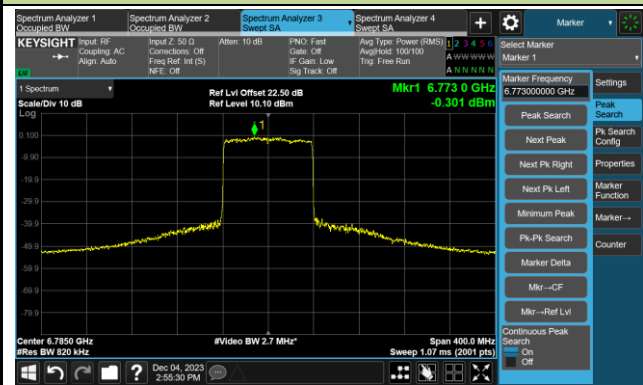 Spectrum Analyzer 1
Occupied BW
Spectrum Analyzer 2
Occupied BW
Spectrum Analyzer 3
Swept SA
Spectrum Analyzer 4
Swept SA
+
Marker
KEYSIGHT
LXI
Input: RF
Coupling: AC
Align: Auto
Input Z: 50 Ω
Corrections: Off
Freq Ref: Int (S)
NFE: Off
Atten: 10 dB
PNO: Fast
Gate: Off
IF Gain: Low
Sig Track: Off
Avg Type: Power (RMS)
Avg|Hold: 100/100
Trig: Free Run
1 2 3 4 5 6
A W W W W W
A N N N N N
Select Marker
Marker 1
1 Spectrum
Scale/Div 10 dB
Log
Ref Lvl Offset 22.50 dB
Ref Level 10.10 dBm
Mkr1 6.773 0 GHz
-0.301 dBm
1
0.100
-9.90
-19.9
-29.9
-39.9
-49.9
-59.9
-69.9
-79.9
Center 6.7850 GHz
#Res BW 820 kHz
#Video BW 2.7 MHz*
Span 400.0 MHz
Sweep 1.07 ms (2001 pts)
Marker Frequency
6.773000000 GHz
Peak Search
Next Peak
Next Pk Right
Next Pk Left
Minimum Peak
Pk-Pk Search
Marker Delta
Mkr→CF
Mkr→Ref Lvl
Continuous Peak
Search
On
Off
Settings
Peak
Search
Pk Search
Config
Properties
Marker
Function
Marker→
Counter
?
Dec 04, 2023
2:55:30 PM